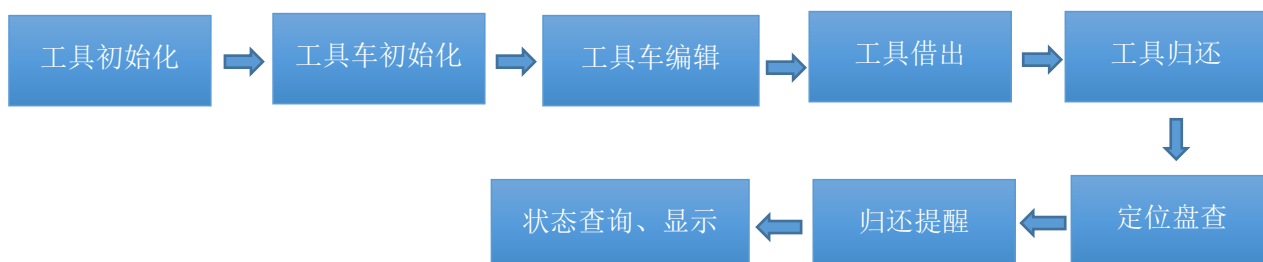 工具初始化
工具车初始化
工具车编辑
工具借出
工具归还
定位盘查
归还提醒
状态查询、显示